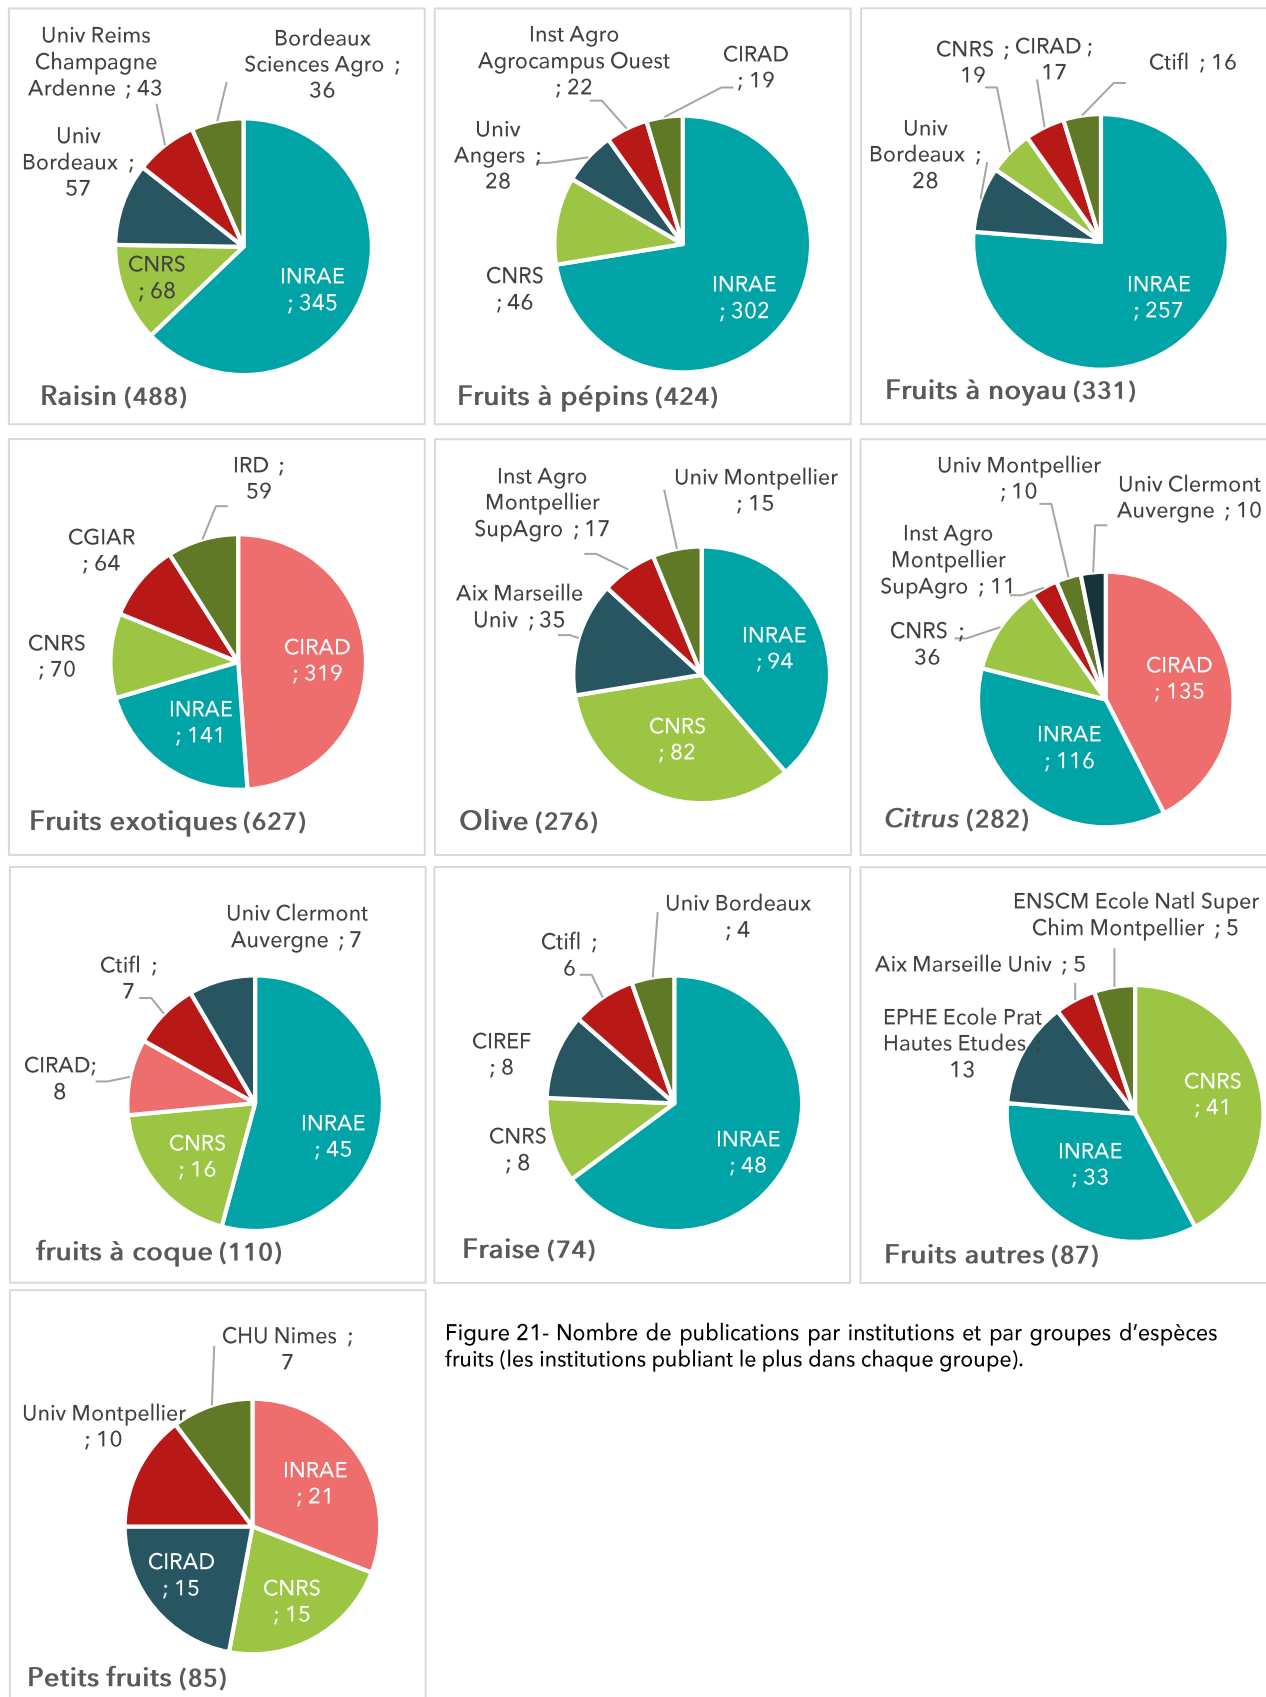 Univ Reims
Champagne
Ardenne ; 43
Bordeaux
Sciences Agro ;
36
Univ
Bordeaux ;
57
CNRS
; 68
INRAE
; 345
Raisin (488)
Inst Agro
Agrocampus Ouest
; 22
CIRAD
; 19
Univ
Angers ;
28
CNRS
; 46
INRAE
; 302
Fruits à pépins (424)
CNRS ;
19
CIRAD ;
17
Ctifl ; 16
Univ
Bordeaux ;
28
INRAE
; 257
Fruits à noyau (331)
IRD ;
59
CGIAR
; 64
CNRS
; 70
INRAE
; 141
CIRAD
; 319
Fruits exotiques (627)
Inst Agro
Montpellier
SupAgro ; 17
Univ Montpellier
; 15
Aix Marseille
Univ ; 35
INRAE
; 94
CNRS
; 82
Olive (276)
Univ Montpellier
; 10
Univ Clermont
Auvergne ; 10
Inst Agro
Montpellier
SupAgro ; 11
CNRS ;
36
CIRAD
; 135
INRAE
; 116
Citrus (282)
Univ Clermont
Auvergne ; 7
Ctifl ;
7
CIRAD;
8
CNRS
; 16
INRAE
; 45
fruits à coque (110)
Univ Bordeaux
; 4
Ctifl ;
6
CIREF
; 8
CNRS
; 8
INRAE
; 48
Fraise (74)
ENSCM Ecole Natl Super
Chim Montpellier ; 5
Aix Marseille Univ ; 5
EPHE Ecole Prat
Hautes Etudes ;
13
CNRS
; 41
INRAE
; 33
Fruits autres (87)
CHU Nimes ;
7
Univ Montpellier
; 10
INRAE
; 21
CIRAD
; 15
CNRS
; 15
Petits fruits (85)
Figure 21- Nombre de publications par institutions et par groupes d'espèces
fruits (les institutions publiant le plus dans chaque groupe).